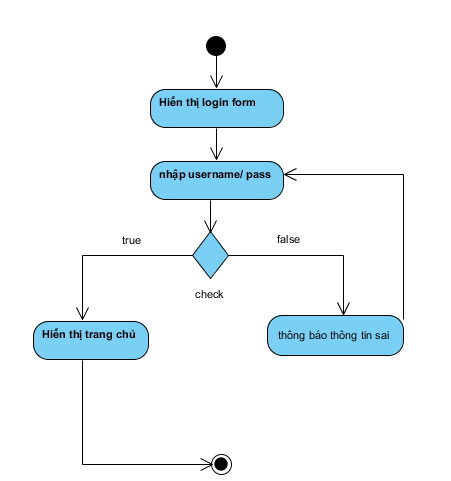 Hiển thị login form
nhập username/ pass
true
false
check
Hiển thị trang chủ
thông báo thông tin sai